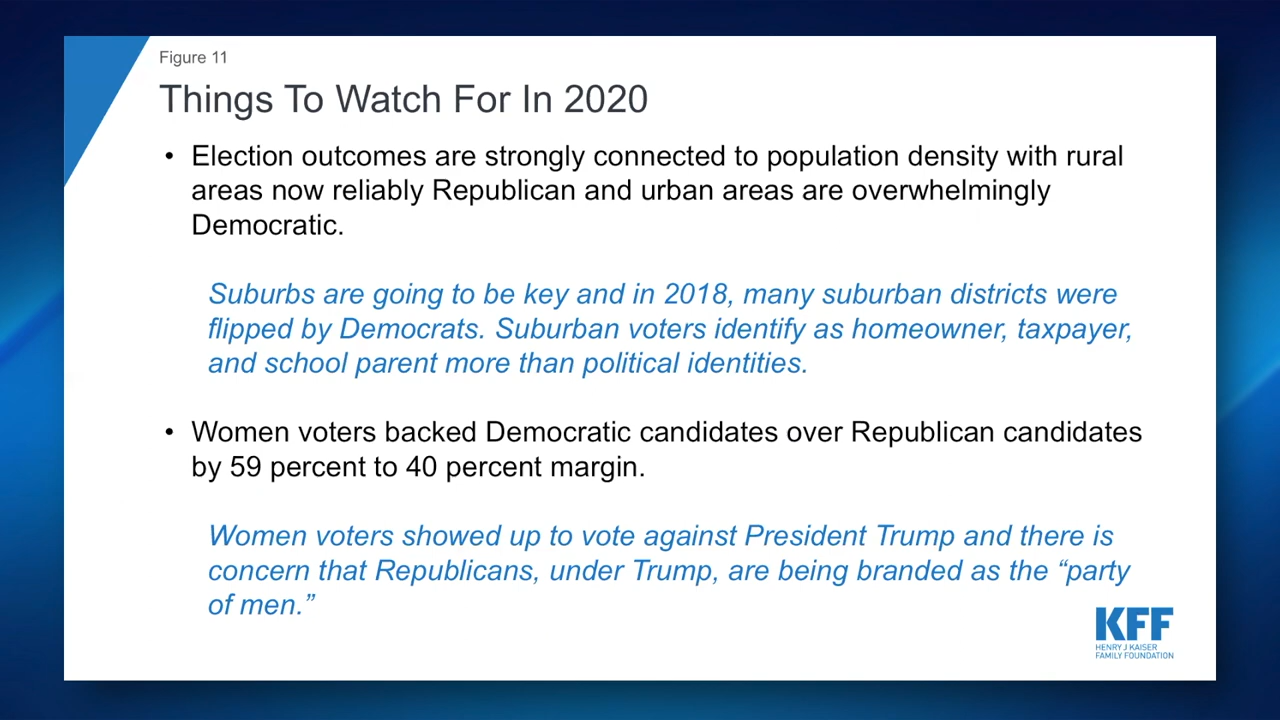 Figure 11
Things To Watch For In 2020
• Election outcomes are strongly connected to population density with rural
areas now reliably Republican and urban areas are overwhelmingly
Democratic.
Suburbs are going to be key and in 2018, many suburban districts were
flipped by Democrats. Suburban voters identify as homeowner, taxpayer,
and school parent more than political identities.
• Women voters backed Democratic candidates over Republican candidates
by 59 percent to 40 percent margin.
Women voters showed up to vote against President Trump and there is
concern that Republicans, under Trump, are being branded as the “party
of men.”
KFF
HENRY J KAISER
FAMILY FOUNDATION